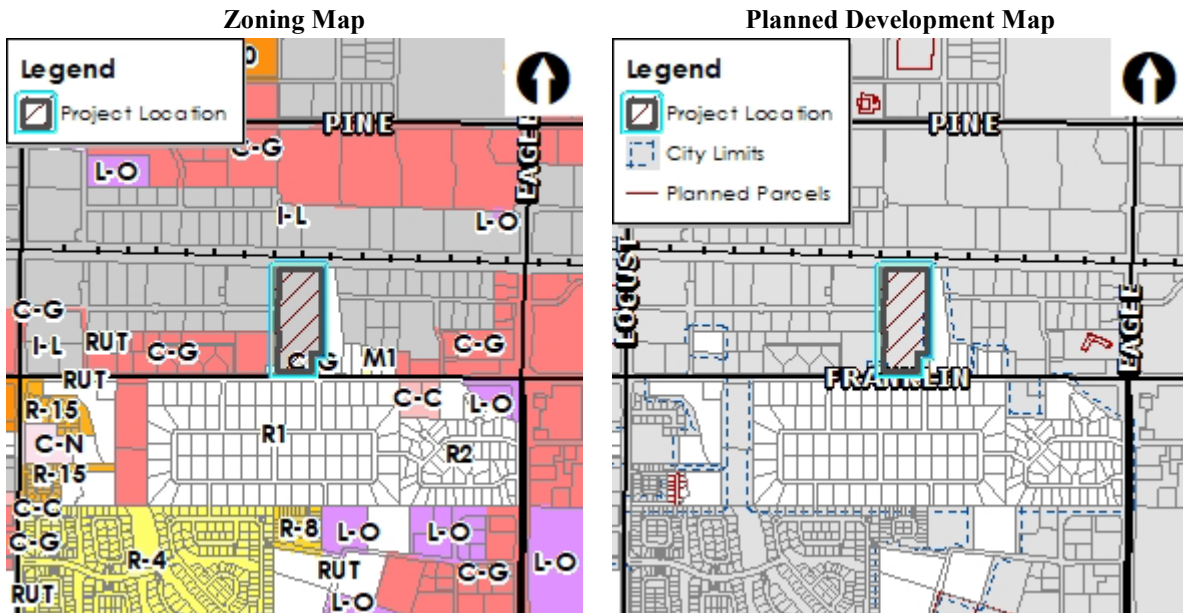 Zoning Map
Legend
Project Location
PINE
C-G
L-O
EAGLE
I-L
L-O
C-G
I-L
RUT
C-G
C-G
M1
C-G
RUT
R-15
C-N
R-15
C-C
C-G
R1
C-C
L-O
R2
R-4
R-8
L-O
L-O
RUT
C-G
L-O
RUT
L-O
Planned Development Map
Legend
Project Location
City Limits
Planned Parcels
PINE
LOCUST
EAGLE
FRANKLIN